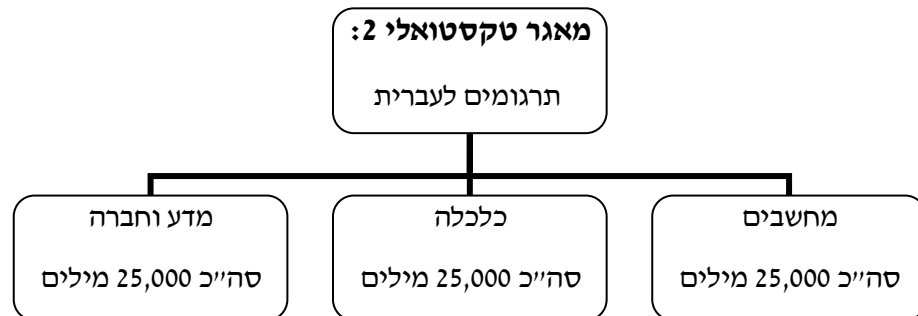 מאגר טקסטואלי 2:
תרגומים לעברית
מחשבים
סה״כ 25,000 מילים
כלכלה
סה״כ 25,000 מילים
מדע וחברה
סה״כ 25,000 מילים